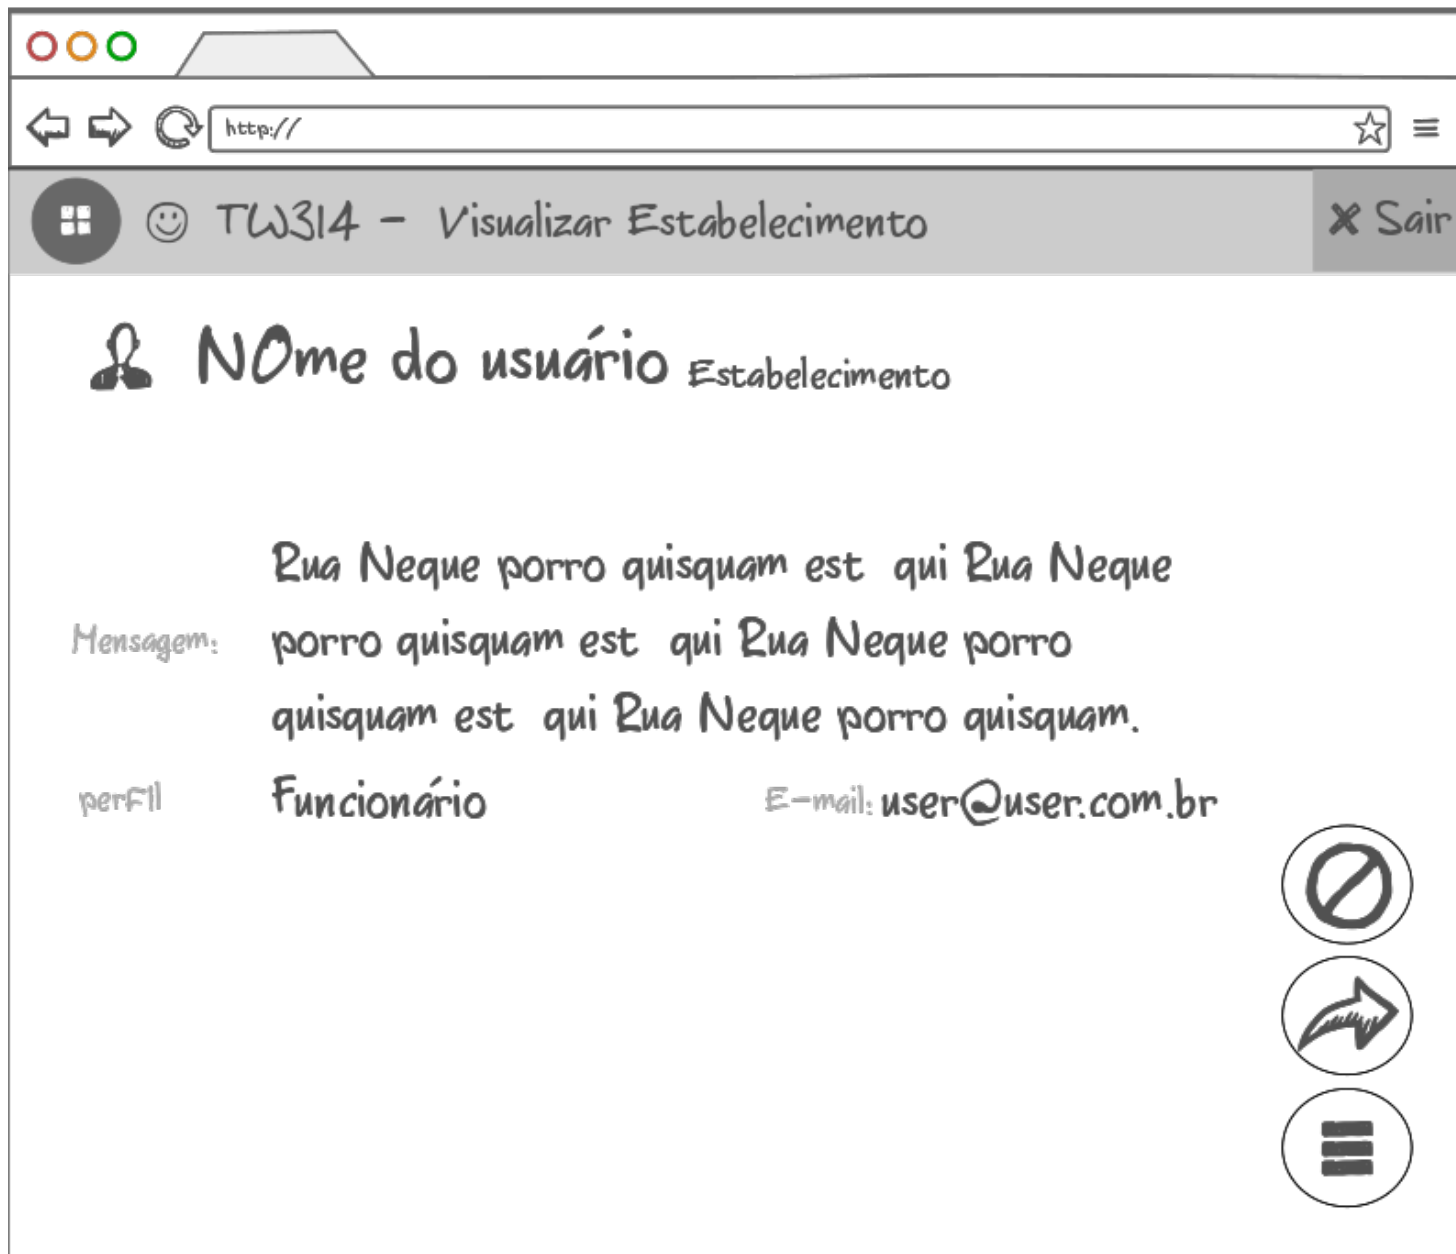 http://
TW314 - Visualizar Estabelecimento
Sair
NOme do usuário Estabelecimento
Rua Neque porro quisquam est qui Rua Neque
Mensagem: porro quisquam est qui Rua Neque porro
quisquam est qui Rua Neque porro quisquam.
perFIl Funcionário E-mail: user@user.com.br